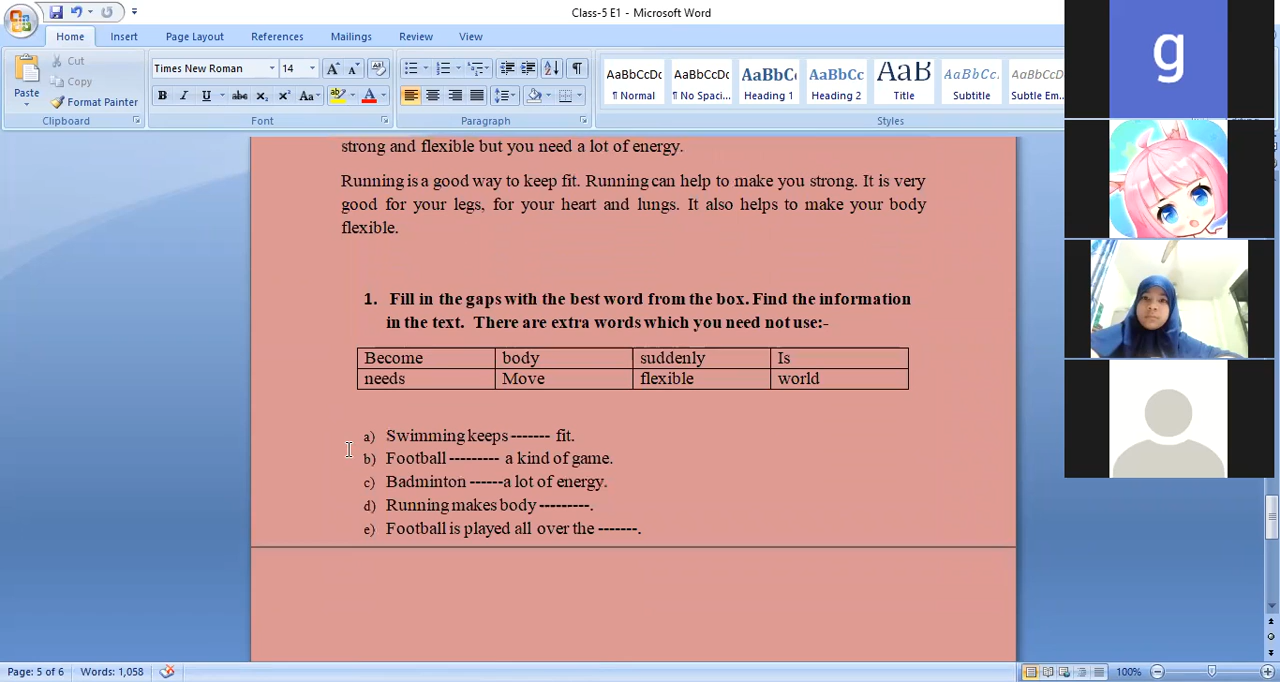 Class-5 E1 - Microsoft Word
Home Insert Page Layout References Mailings Review View
Paste
Cut
Copy
Format Painter
Clipboard
Times New Roman 14
Font
Paragraph
AaBbCcDc AaBbCcDc AaBbC AaBbCc AaB AaBbCc. AaBbCcDc
¶ Normal ¶ No Spaci... Heading 1 Heading 2 Title Subtitle Subtle Em...
Styles
g
strong and flexible but you need a lot of energy.
Running is a good way to keep fit. Running can help to make you strong. It is very
good for your legs, for your heart and lungs. It also helps to make your body
flexible.
1. Fill in the gaps with the best word from the box. Find the information
in the text. There are extra words which you need not use:-
Become body suddenly Is
needs Move flexible world
a) Swimming keeps ------- fit.
b) Football --------- a kind of game.
c) Badminton ------a lot of energy.
d) Running makes body ---------.
e) Football is played all over the -------.
Page: 5 of 6 Words: 1,058 100%